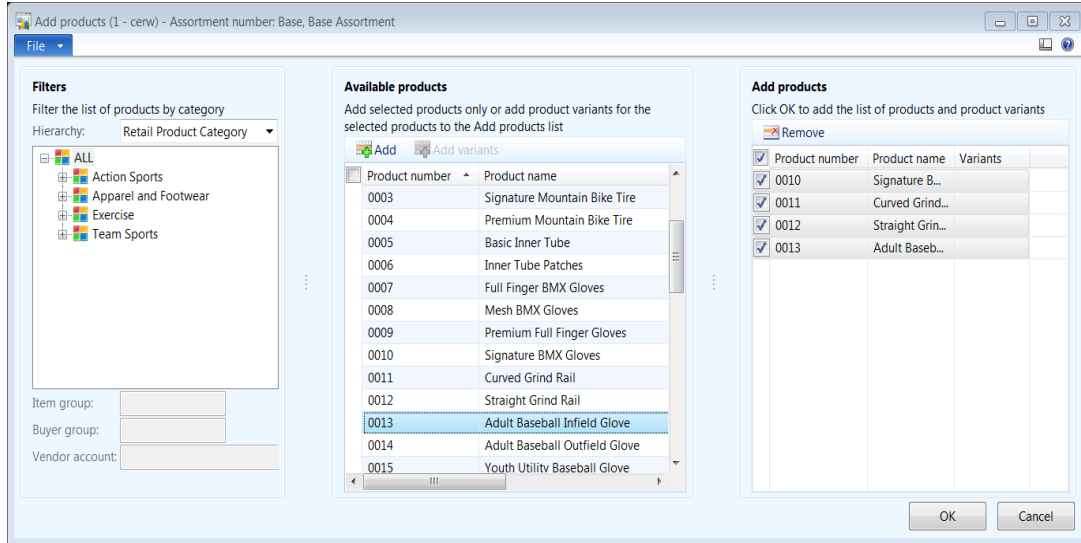 Add products (1 - cerw) - Assortment number: Base, Base Assortment
File
Filters
Filter the list of products by category
Hierarchy: Retail Product Category
ALL
Action Sports
Apparel and Footwear
Exercise
Team Sports
Item group:
Buyer group:
Vendor account:
Available products
Add selected products only or add product variants for the
selected products to the Add products list
Add Add variants
Product number Product name
0003 Signature Mountain Bike Tire
0004 Premium Mountain Bike Tire
0005 Basic Inner Tube
0006 Inner Tube Patches
0007 Full Finger BMX Gloves
0008 Mesh BMX Gloves
0009 Premium Full Finger Gloves
0010 Signature BMX Gloves
0011 Curved Grind Rail
0012 Straight Grind Rail
0013 Adult Baseball Infield Glove
0014 Adult Baseball Outfield Glove
0015 Youth Utility Baseball Glove
Add products
Click OK to add the list of products and product variants
Remove
Product number Product name Variants
0010 Signature B...
0011 Curved Grind...
0012 Straight Grin...
0013 Adult Baseb...
OK Cancel